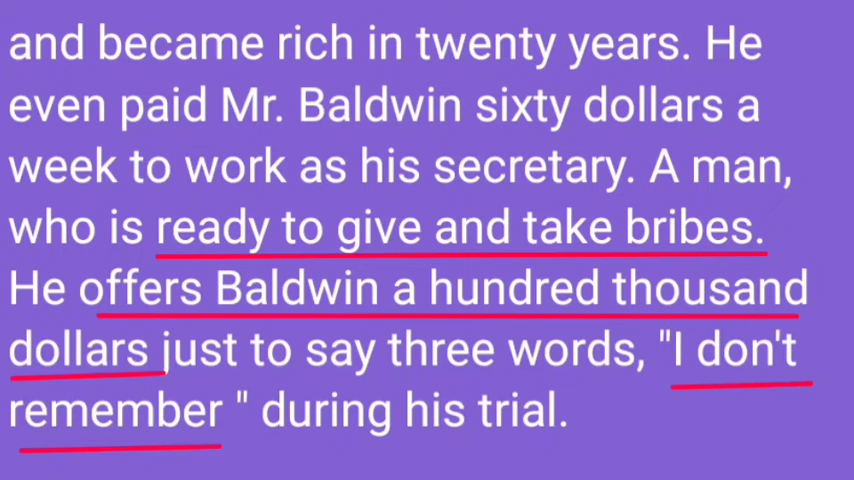 and became rich in twenty years. He
even paid Mr. Baldwin sixty dollars a
week to work as his secretary. A man,
who is ready to give and take bribes.
He offers Baldwin a hundred thousand
dollars just to say three words, "I don't
remember " during his trial.